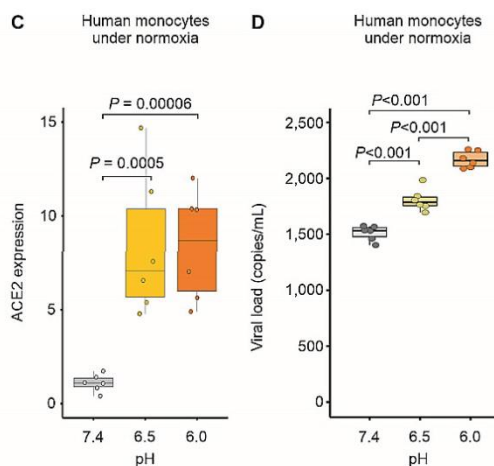 C
Human monocytes
under normoxia
P = 0.00006
P = 0.0005
15
10
5
0
ACE2 expression
7.4
6.5
6.0
pH
D
Human monocytes
under normoxia
P<0.001
P<0.001
P<0.001
2,500
2,000
1,500
1,000
500
0
Viral load (copies/mL)
7.4
6.5
6.0
pH